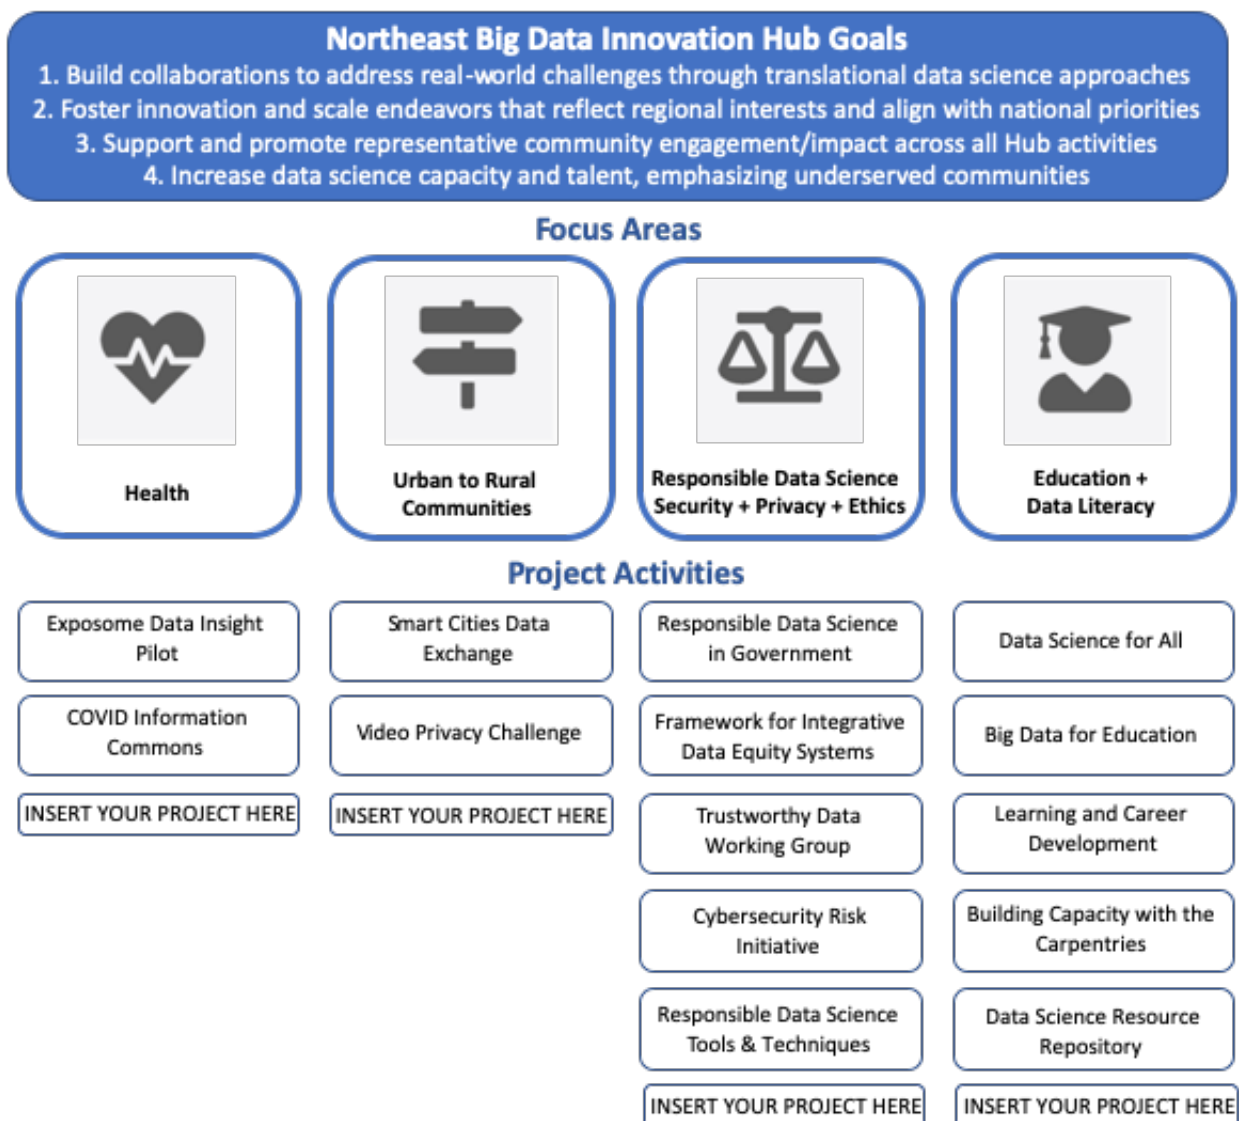 Northeast Big Data Innovation Hub Goals
1. Build collaborations to address real-world challenges through translational data science approaches
2. Foster innovation and scale endeavors that reflect regional interests and align with national priorities
3. Support and promote representative community engagement/impact across all Hub activities
4. Increase data science capacity and talent, emphasizing underserved communities
Focus Areas
Health
Urban to Rural
Communities
Responsible Data Science
Security + Privacy + Ethics
Education +
Data Literacy
Project Activities
Exposome Data Insight
Pilot
Smart Cities Data
Exchange
Responsible Data Science
in Government
Data Science for All
COVID Information
Commons
Video Privacy Challenge
Framework for Integrative
Data Equity Systems
Big Data for Education
INSERT YOUR PROJECT HERE
INSERT YOUR PROJECT HERE
Trustworthy Data
Working Group
Learning and Career
Development
Cybersecurity Risk
Initiative
Building Capacity with the
Carpentries
Responsible Data Science
Tools & Techniques
Data Science Resource
Repository
INSERT YOUR PROJECT HERE
INSERT YOUR PROJECT HERE